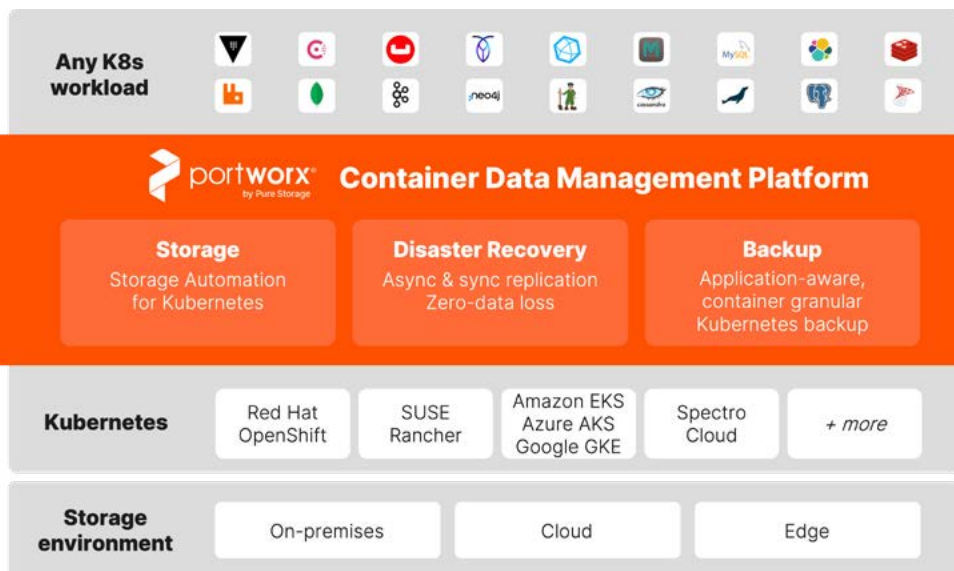 Any K8s
workload
MySQL
neo4j
cassandra
portworx®
by Pure Storage
Container Data Management Platform
Storage
Storage Automation
for Kubernetes
Disaster Recovery
Async & sync replication
Zero-data loss
Backup
Application-aware,
container granular
Kubernetes backup
Kubernetes
Red Hat
OpenShift
SUSE
Rancher
Amazon EKS
Azure AKS
Google GKE
Spectro
Cloud
+ more
Storage
environment
On-premises
Cloud
Edge